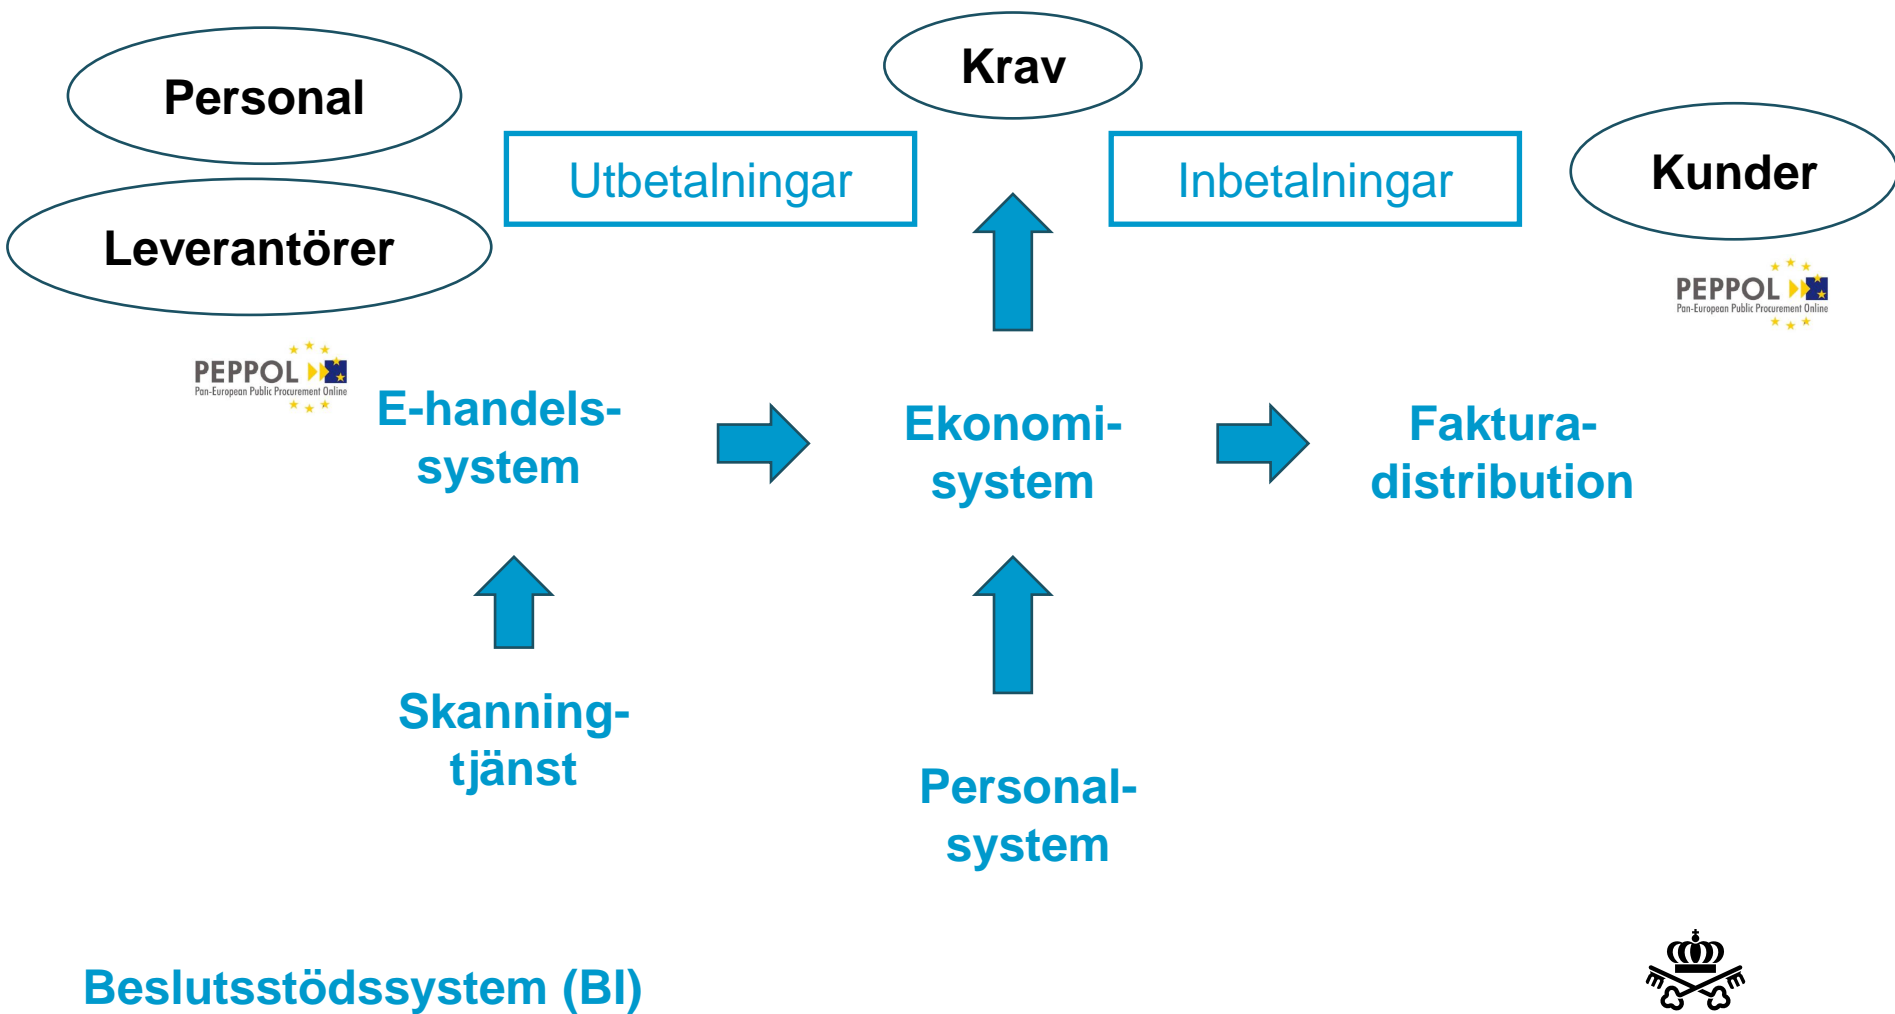 Personal
Krav
Utbetalningar
Inbetalningar
Kunder
Leverantörer
PEPPOL
Pan-European Public Procurement Online
PEPPOL
Pan-European Public Procurement Online
E-handels-
system
Ekonomi-
system
Faktura-
distribution
Skanning-
tjänst
Personal-
system
Beslutsstödssystem (BI)